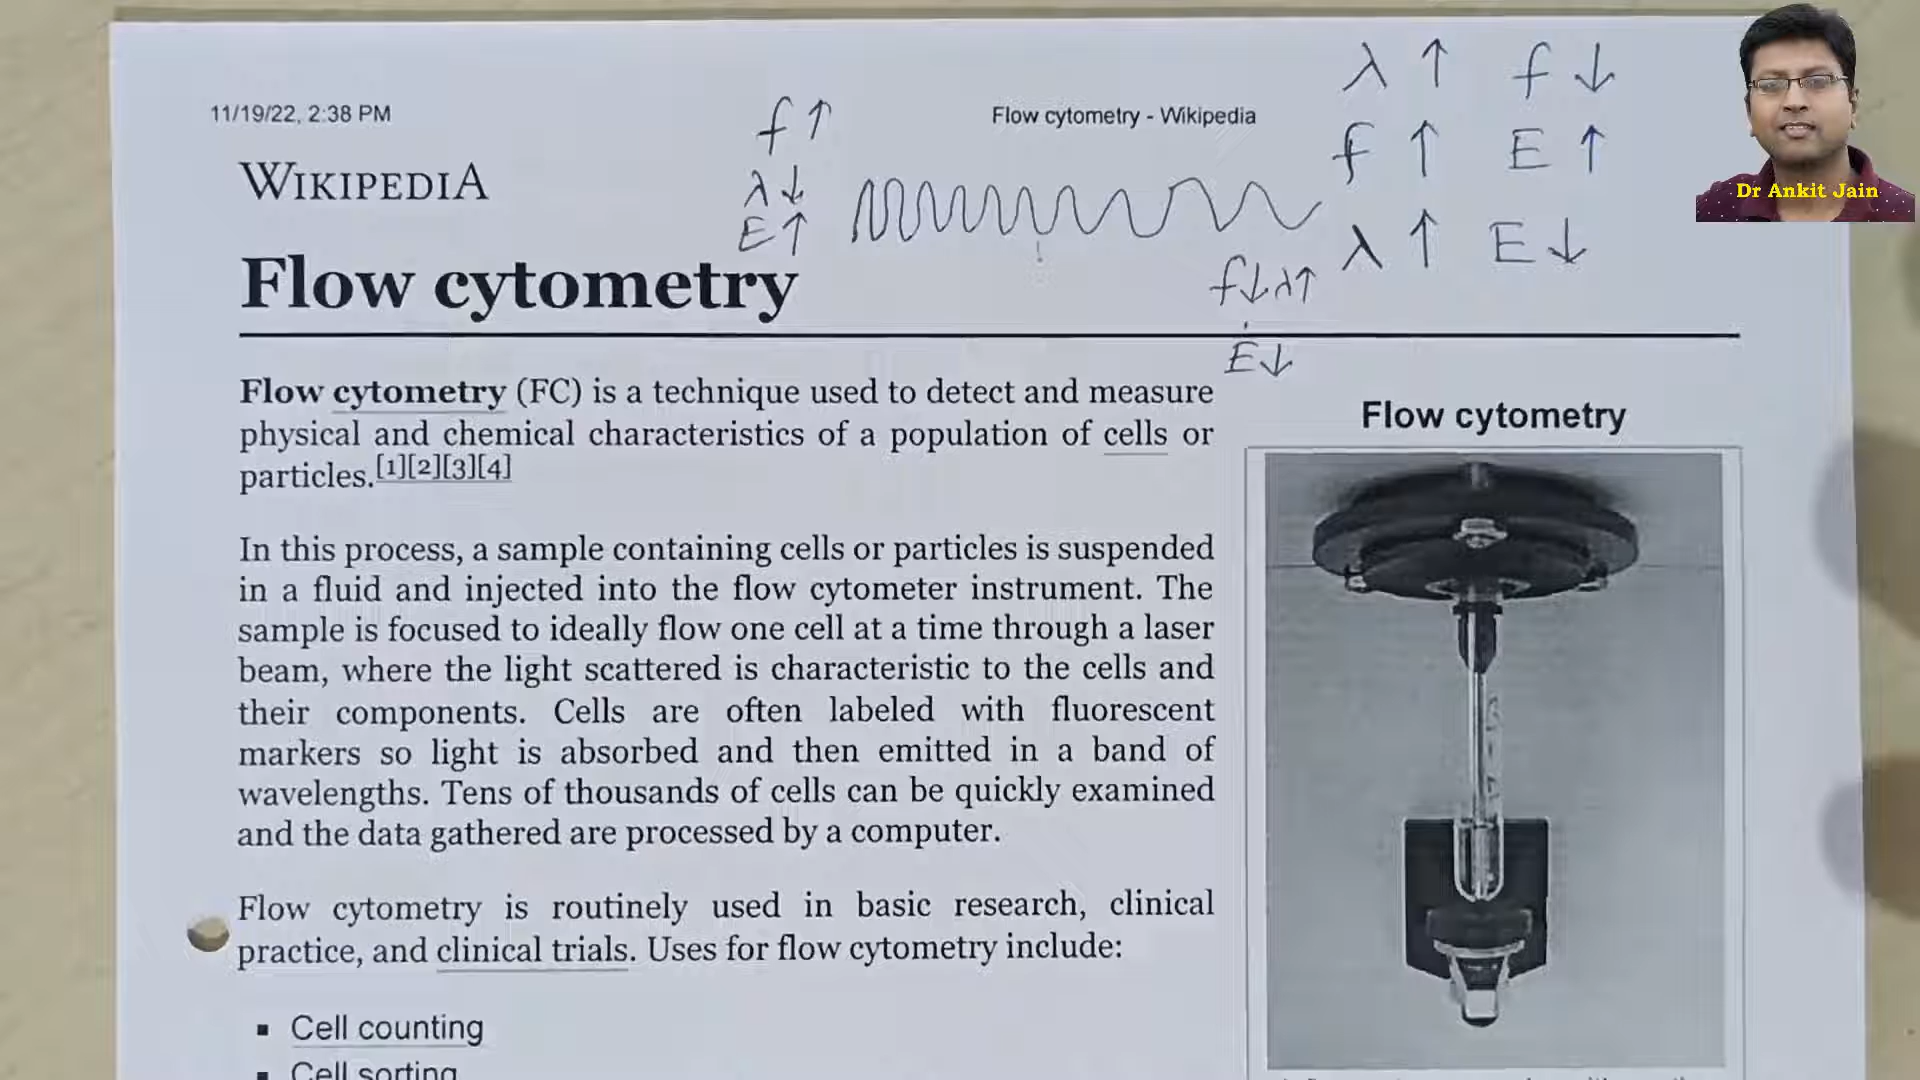 λ ↑ f ↓
11/19/22, 2:38 PM
f ↑
Flow cytometry - Wikipedia
f ↑ E ↑
WIKIPEDIA
λ ↓
E ↑
Dr Ankit Jain
λ ↑ E ↓
Flow cytometry
f ↓ λ ↑
E ↓
Flow cytometry (FC) is a technique used to detect and measure
physical and chemical characteristics of a population of cells or
particles.[1][2][3][4]
Flow cytometry
In this process, a sample containing cells or particles is suspended
in a fluid and injected into the flow cytometer instrument. The
sample is focused to ideally flow one cell at a time through a laser
beam, where the light scattered is characteristic to the cells and
their components. Cells are often labeled with fluorescent
markers so light is absorbed and then emitted in a band of
wavelengths. Tens of thousands of cells can be quickly examined
and the data gathered are processed by a computer.
Flow cytometry is routinely used in basic research, clinical
practice, and clinical trials. Uses for flow cytometry include:
▪ Cell counting
▪ Cell sorting